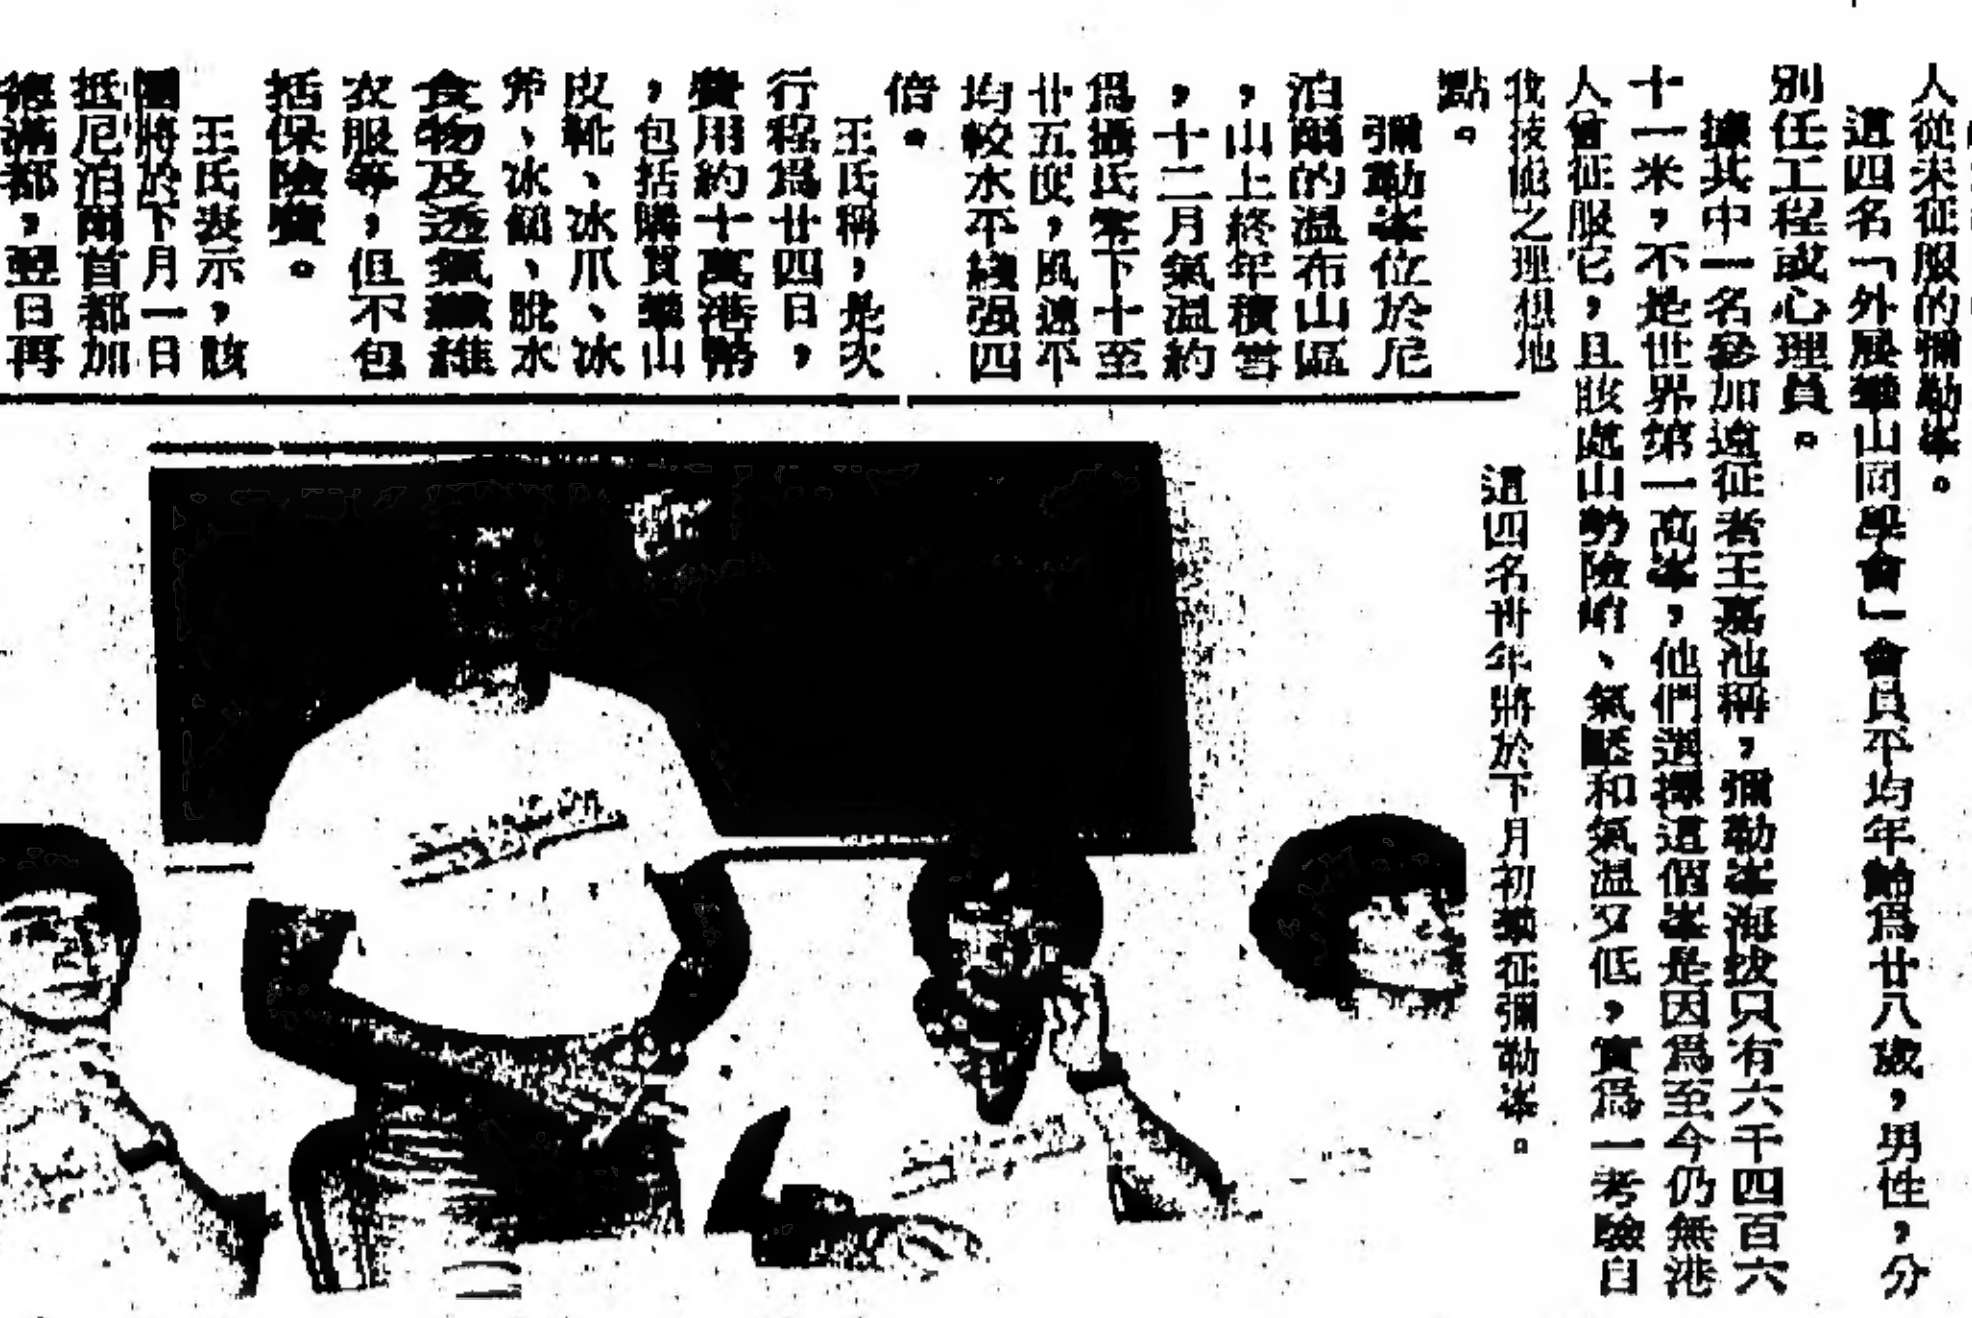 人從未征服的彌勒峯。
這四名「外展攀山同學會」會員平均年齡爲廿八歲，男性，分
別任工程或心理員。
據其中一名參加遠征者王嘉池稱，彌勒峯海拔只有六千四百六
十一米，不是世界第一高峯，他們選擇這個峯是因爲至今仍無港
人曾征服它，且該處山勢險峭、氣壓和氣溫又低，實爲一考驗自
我技能之理想地
點。
彌勒峯位於尼
泊爾的溫布山區
，山上終年積雪
，十二月氣溫約
爲攝氏零下十至
廿五度，風速不
均較水平綫强四
倍。
王氏稱，是次
行程爲廿四日，
費用約十萬港幣
，包括購買攀山
皮靴、冰爪、冰
斧、冰錨、脫水
食物及透氣纖維
衣服等，但不包
括保險費。
王氏表示，該
團將於下月一日
抵尼泊爾首都加
德滿都，翌日再
這四名靑年將於下月初攀征彌勒峯。